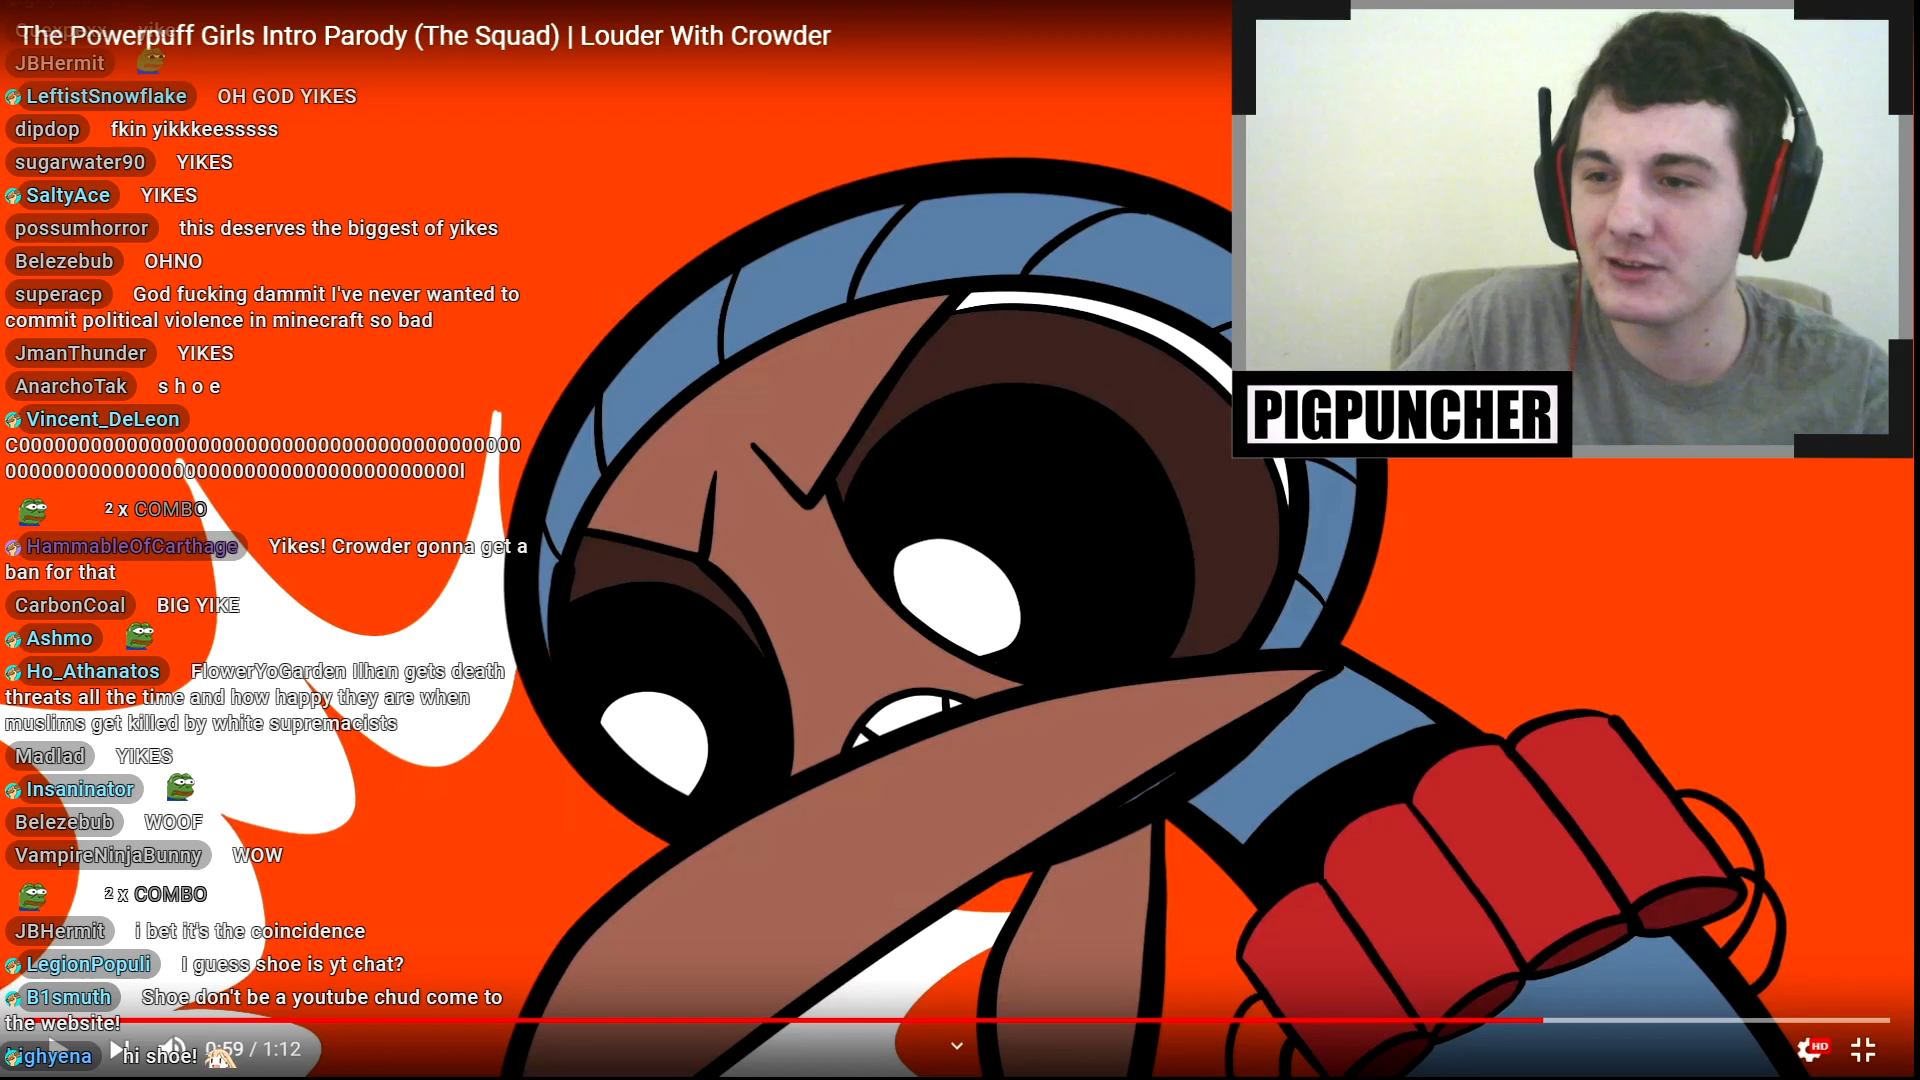 The Powerpuff Girls Intro Parody (The Squad) | Louder With Crowder
JBHermit
LeftistSnowflake OH GOD YIKES
dipdop fkin yikkkeesssss
sugarwater90 YIKES
SaltyAce YIKES
possumhorror this deserves the biggest of yikes
Belezebub OHNO
superacp God fucking dammit I've never wanted to
commit political violence in minecraft so bad
JmanThunder YIKES
AnarchoTak s h o e
Vincent_DeLeon
2 x COMBO
HammableOfCarthage Yikes! Crowder gonna get a
ban for that
CarbonCoal BIG YIKE
Ashmo
Ho_Athanatos FlowerYoGarden Ilhan gets death
threats all the time and how happy they are when
muslims get killed by white supremacists
Madlad YIKES
Insaninator
Belezebub WOOF
VampireNinjaBunny WOW
2 x COMBO
JBHermit i bet it's the coincidence
LegionPopuli I guess shoe is yt chat?
B1smuth Shoe don't be a youtube chud come to
the website!
hi shoe!
0:59 / 1:12
HD
PIGPUNCHER